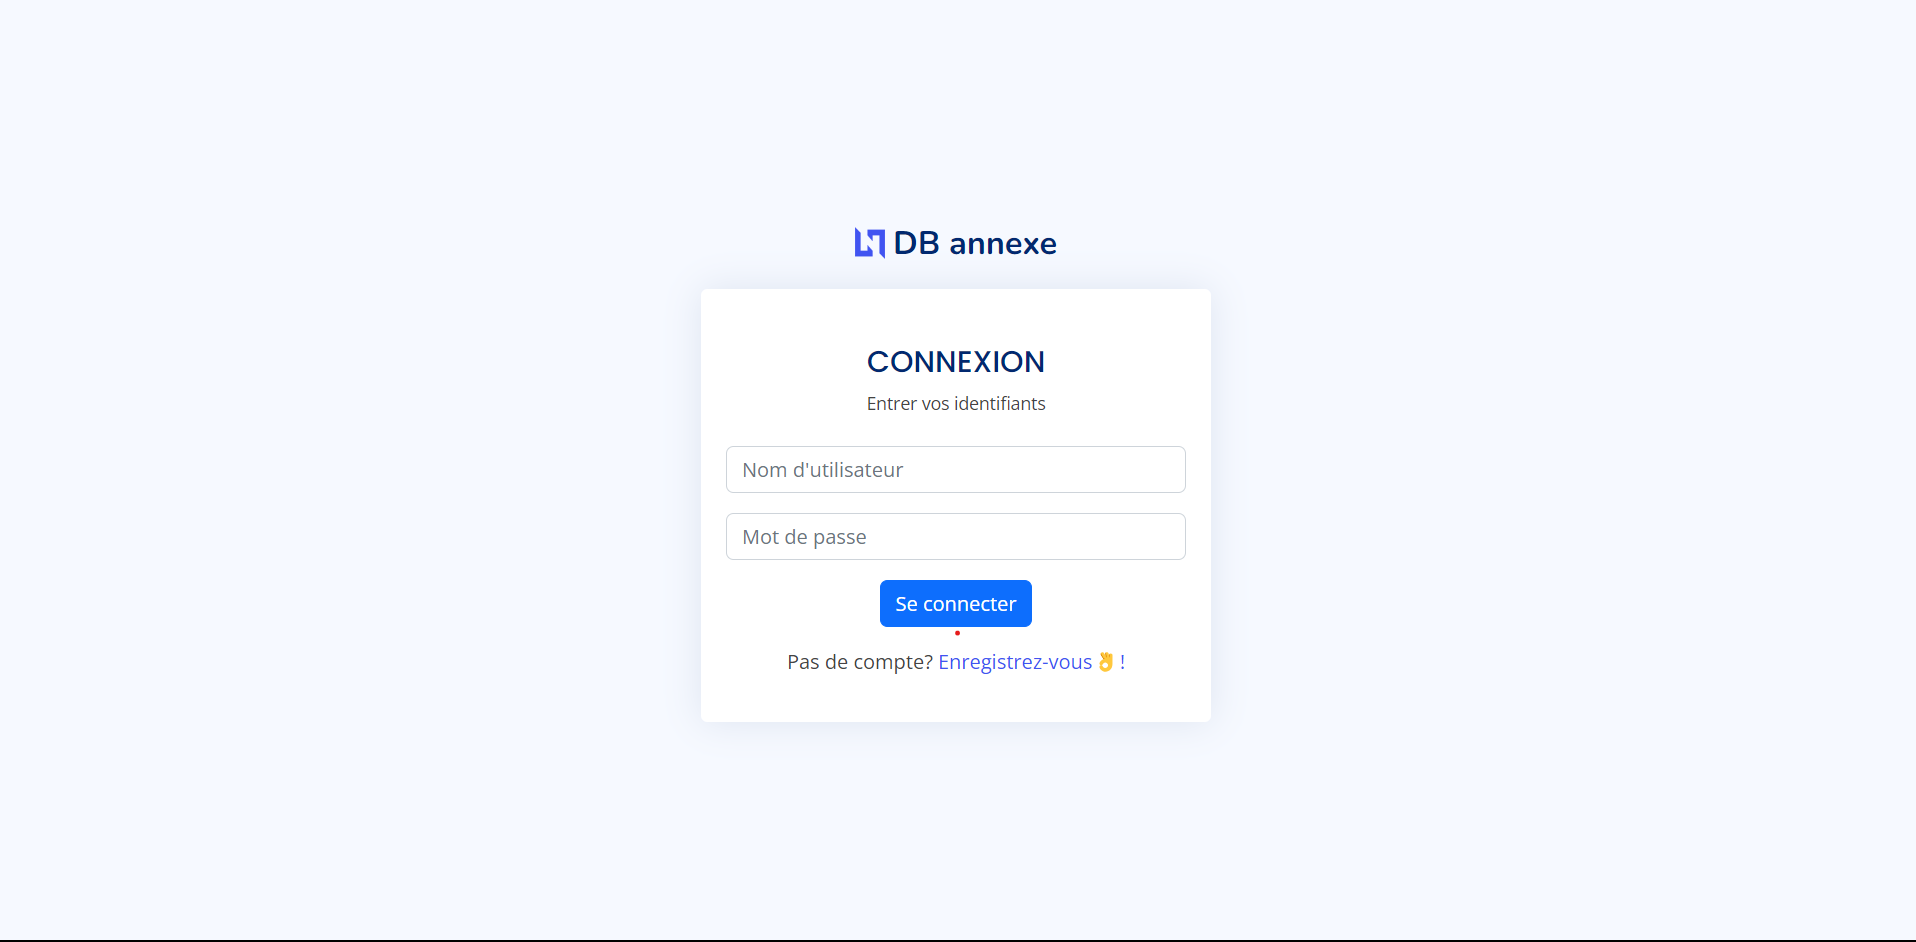 DB annexe
CONNEXION
Entrer vos identifiants
Nom d'utilisateur
Mot de passe
Se connecter
Pas de compte? Enregistrez-vous👌!